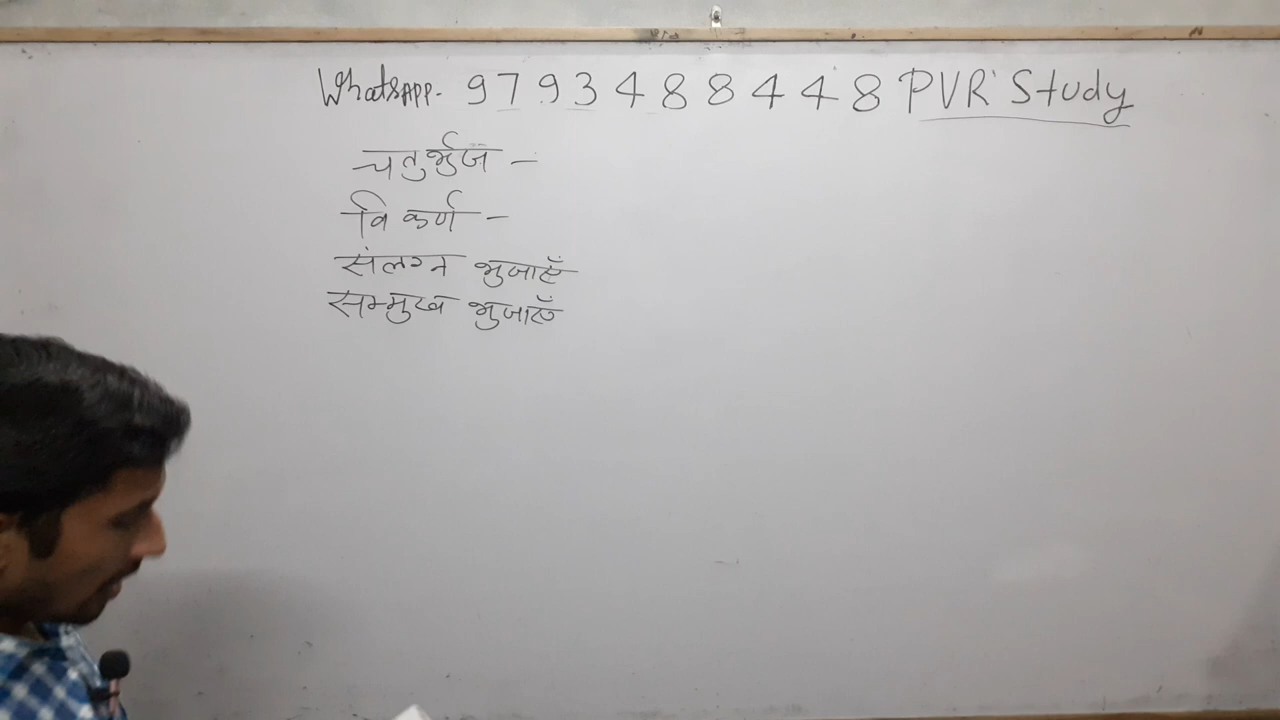 WhatsAPP. 9793488448 PVR Study
चतुर्भुज -
विकर्ण -
संलग्न भुजाएँ
सम्मुख भुजाएँ